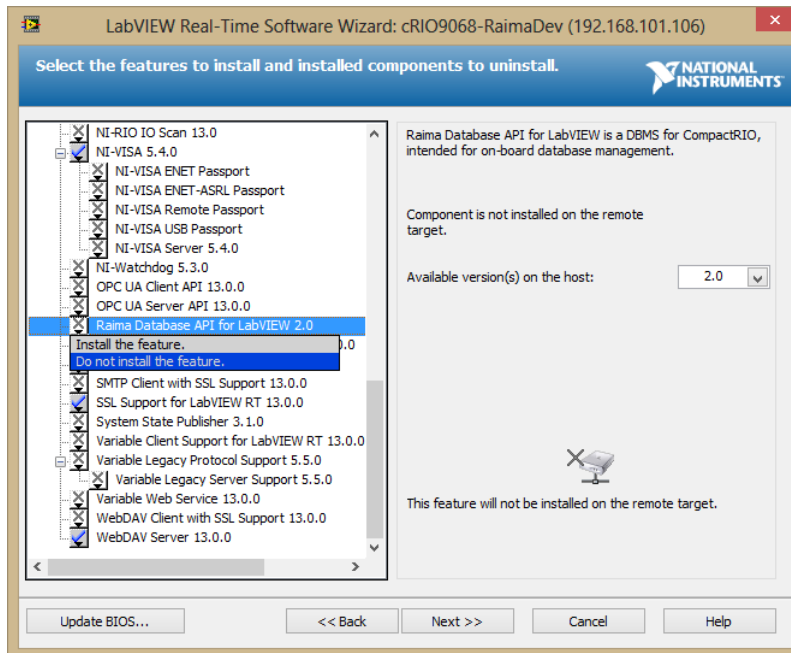 LabVIEW Real-Time Software Wizard: cRIO9068-RaimaDev (192.168.101.106)
Select the features to install and installed components to uninstall.
NATIONAL
INSTRUMENTS
NI-RIO IO Scan 13.0
NI-VISA 5.4.0
NI-VISA ENET Passport
NI-VISA ENET-ASRL Passport
NI-VISA Remote Passport
NI-VISA USB Passport
NI-VISA Server 5.4.0
NI-Watchdog 5.3.0
OPC UA Client API 13.0.0
OPC UA Server API 13.0.0
Raima Database API for LabVIEW 2.0
Install the feature.
.0.0
Do not install the feature.
SMTP Client with SSL Support 13.0.0
SSL Support for LabVIEW RT 13.0.0
System State Publisher 3.1.0
Variable Client Support for LabVIEW RT 13.0.0
Variable Legacy Protocol Support 5.5.0
Variable Legacy Server Support 5.5.0
Variable Web Service 13.0.0
WebDAV Client with SSL Support 13.0.0
WebDAV Server 13.0.0
Raima Database API for LabVIEW is a DBMS for CompactRIO,
intended for on-board database management.
Component is not installed on the remote
target.
Available version(s) on the host: 2.0
This feature will not be installed on the remote target.
Update BIOS... << Back Next >> Cancel Help